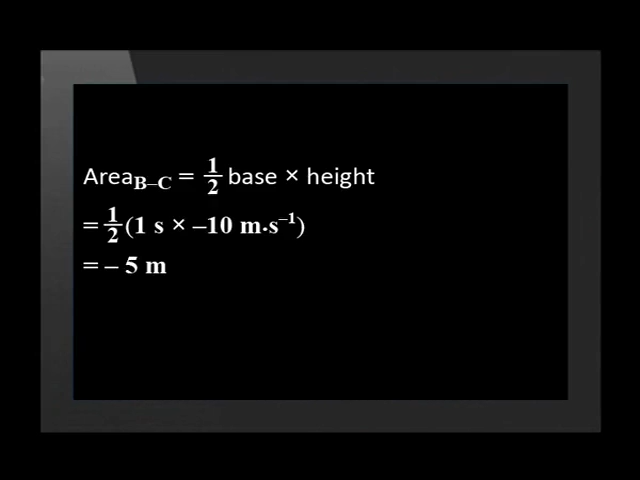 Area_B–C = 1/2 base × height
= 1/2 (1 s × –10 m·s⁻¹)
= – 5 m